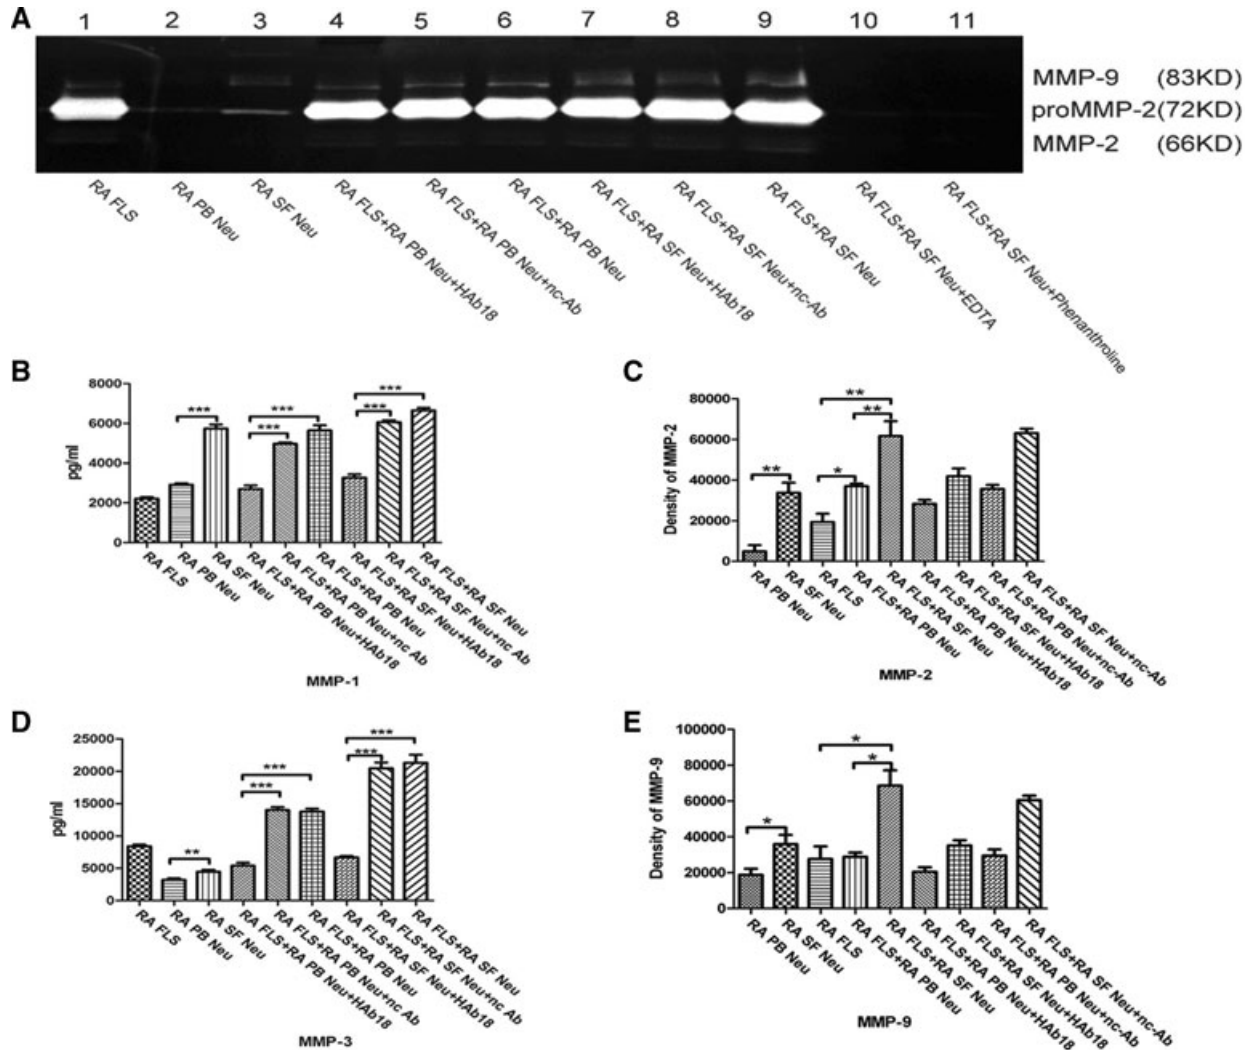 A
1 2 3 4 5 6 7 8 9 10 11
MMP-9 (83KD)
proMMP-2(72KD)
MMP-2 (66KD)
RA FLS
RA PB Neu
RA SF Neu
RA FLS+RA PB Neu+HAb18
RA FLS+RA PB Neu+nc-Ab
RA FLS+RA PB Neu
RA FLS+RA SF Neu+HAb18
RA FLS+RA SF Neu+nc-Ab
RA FLS+RA SF Neu
RA FLS+RA SF Neu+EDTA
RA FLS+RA SF Neu+Phenanthroline
B
pg/ml
8000
6000
4000
2000
0
***
***
***
***
***
RA FLS
RA PB Neu
RA SF Neu
RA FLS+RA PB Neu+HAb18
RA FLS+RA PB Neu+nc Ab
RA FLS+RA PB Neu
RA FLS+RA SF Neu+HAb18
RA FLS+RA SF Neu+nc Ab
RA FLS+RA SF Neu
MMP-1
C
Density of MMP-2
80000
60000
40000
20000
0
**
*
**
**
RA PB Neu
RA SF Neu
RA FLS
RA FLS+RA PB Neu
RA FLS+RA SF Neu
RA FLS+RA PB Neu+HAb18
RA FLS+RA SF Neu+HAb18
RA FLS+RA PB Neu+nc-Ab
RA FLS+RA SF Neu+nc-Ab
MMP-2
D
pg/ml
25000
20000
15000
10000
5000
0
**
***
***
***
***
RA FLS
RA PB Neu
RA SF Neu
RA FLS+RA PB Neu+HAb18
RA FLS+RA PB Neu+nc Ab
RA FLS+RA PB Neu
RA FLS+RA SF Neu+HAb18
RA FLS+RA SF Neu+nc Ab
RA FLS+RA SF Neu
MMP-3
E
Density of MMP-9
100000
80000
60000
40000
20000
0
*
*
*
RA PB Neu
RA SF Neu
RA FLS
RA FLS+RA PB Neu
RA FLS+RA SF Neu
RA FLS+RA PB Neu+HAb18
RA FLS+RA SF Neu+HAb18
RA FLS+RA PB Neu+nc-Ab
RA FLS+RA SF Neu+nc-Ab
MMP-9